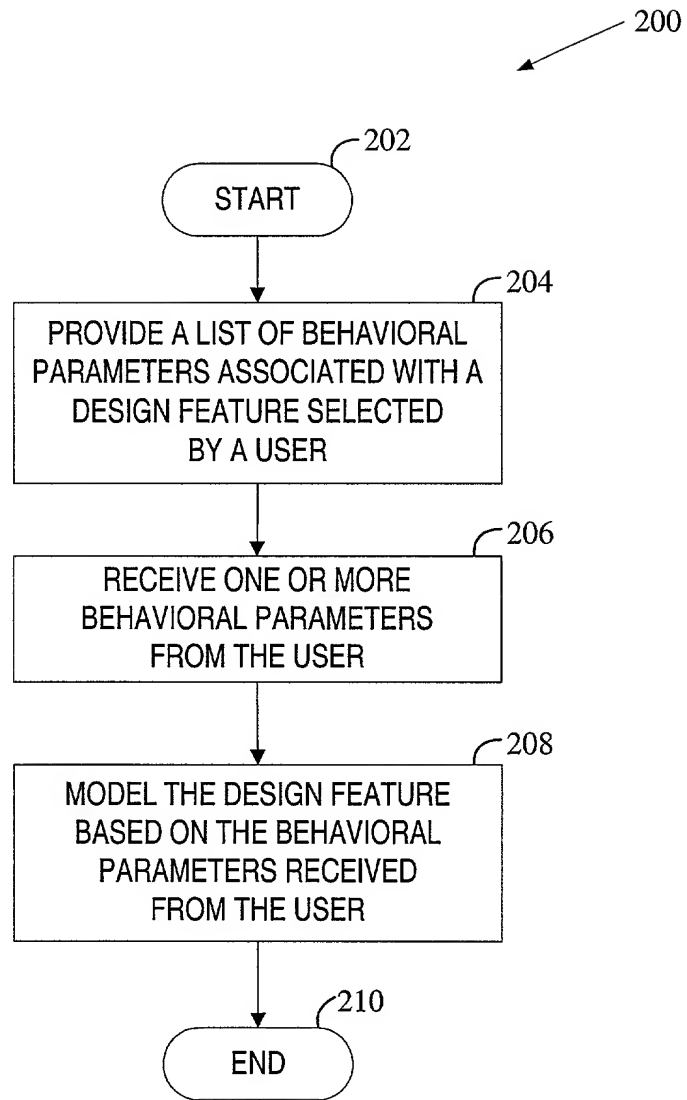 200
202
START
204
PROVIDE A LIST OF BEHAVIORAL
PARAMETERS ASSOCIATED WITH A
DESIGN FEATURE SELECTED
BY A USER
206
RECEIVE ONE OR MORE
BEHAVIORAL PARAMETERS
FROM THE USER
208
MODEL THE DESIGN FEATURE
BASED ON THE BEHAVIORAL
PARAMETERS RECEIVED
FROM THE USER
210
END